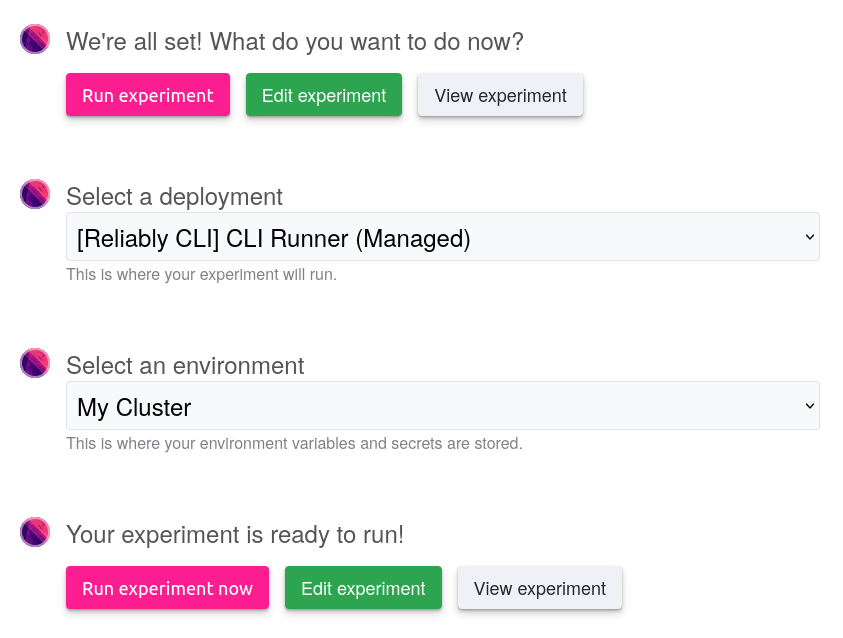 We're all set! What do you want to do now?
Run experiment Edit experiment View experiment
Select a deployment
[Reliably CLI] CLI Runner (Managed)
This is where your experiment will run.
Select an environment
My Cluster
This is where your environment variables and secrets are stored.
Your experiment is ready to run!
Run experiment now Edit experiment View experiment